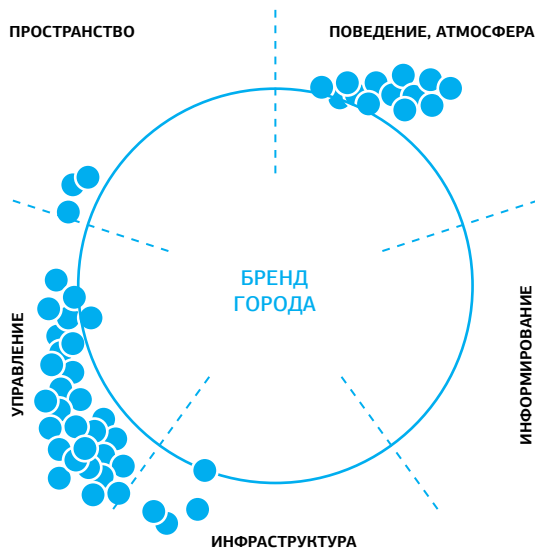 ПРОСТРАНСТВО
ПОВЕДЕНИЕ, АТМОСФЕРА
БРЕНД
ГОРОДА
УПРАВЛЕНИЕ
ИНФОРМИРОВАНИЕ
ИНФРАСТРУКТУРА